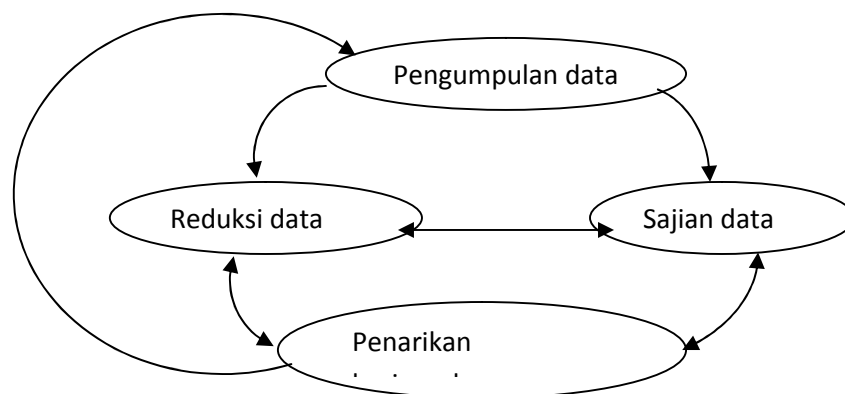 Pengumpulan data
Reduksi data
Sajian data
Penarikan